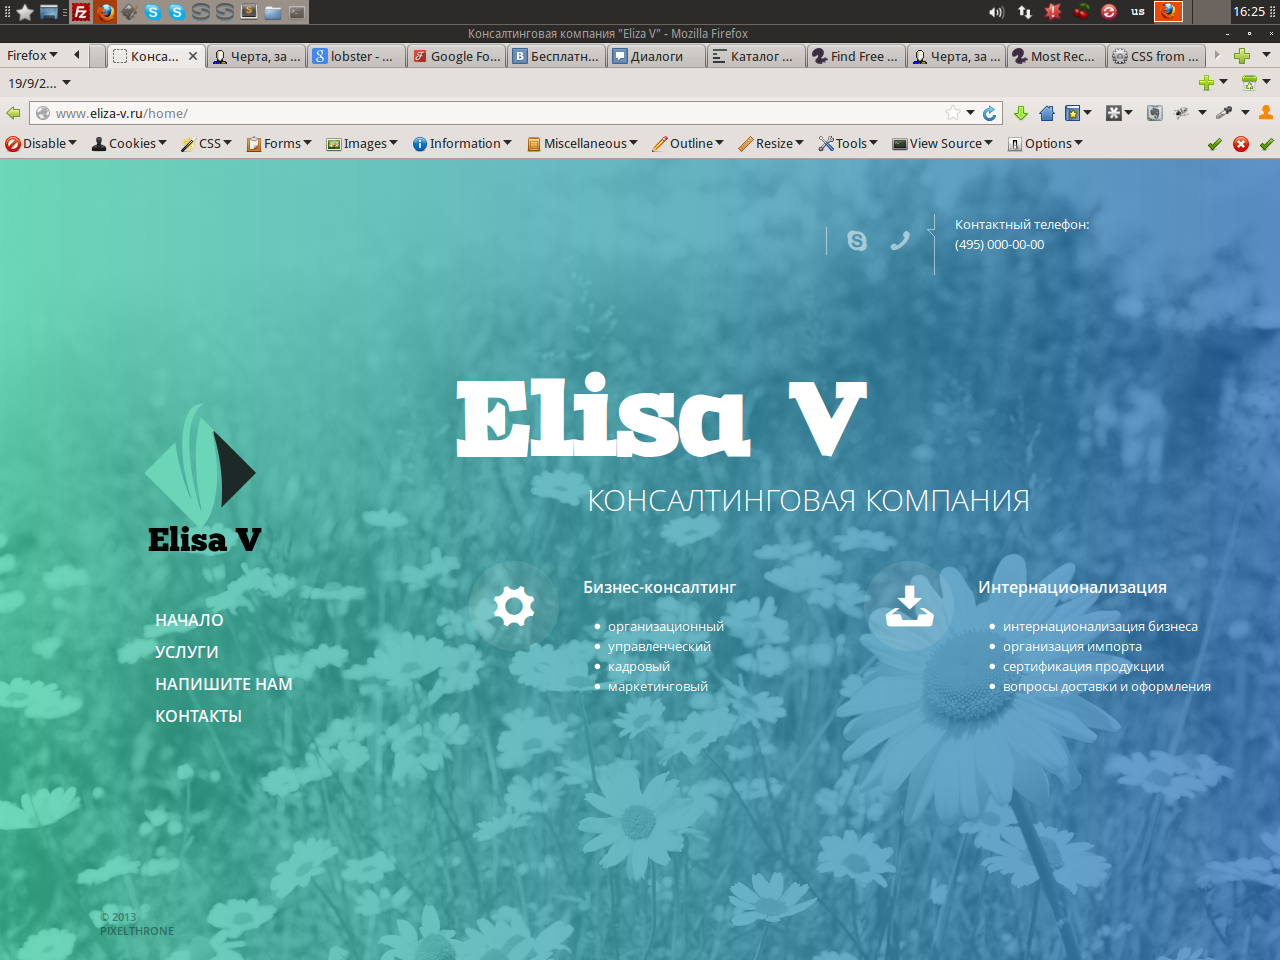 us
16:25
Консалтинговая компания "Eliza V" - Mozilla Firefox
Firefox
Конса...
Черта, за ...
lobster - ...
Google Fo...
Бесплатн...
Диалоги
Каталог ...
Find Free ...
Черта, за ...
Most Rec...
CSS from ...
19/9/2...
www.eliza-v.ru/home/
Disable
Cookies
CSS
Forms
Images
Information
Miscellaneous
Outline
Resize
Tools
View Source
Options
Контактный телефон:
(495) 000-00-00
Elisa V
КОНСАЛТИНГОВАЯ КОМПАНИЯ
Elisa V
НАЧАЛО
УСЛУГИ
НАПИШИТЕ НАМ
КОНТАКТЫ
Бизнес-консалтинг
организационный
управленческий
кадровый
маркетинговый
Интернационализация
интернационализация бизнеса
организация импорта
сертификация продукции
вопросы доставки и оформления
© 2013
PIXELTHRONE